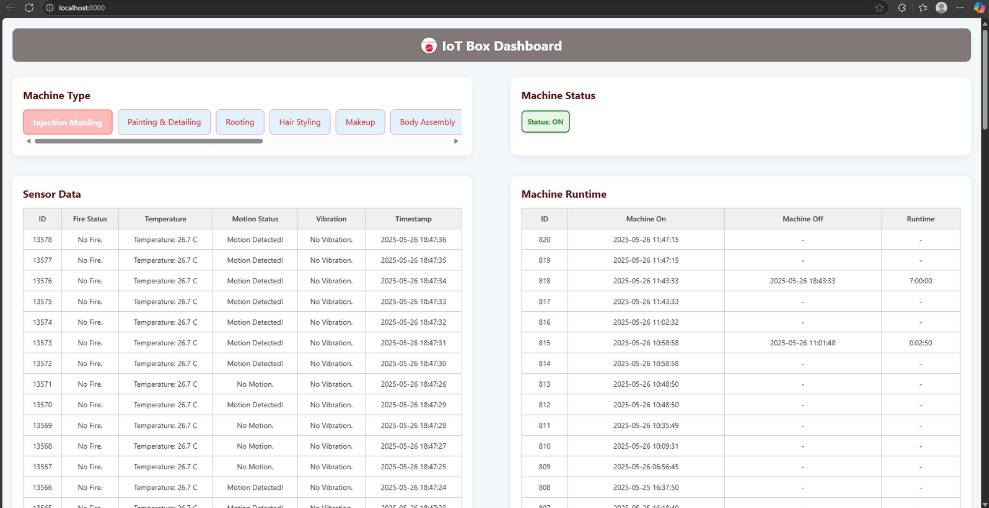 localhost:8000
IoT Box Dashboard
Machine Type
Injection Molding Painting & Detailing Rooting Hair Styling Makeup Body Assembly
Machine Status
Status: ON
Sensor Data
ID Fire Status Temperature Motion Status Vibration Timestamp
13578 No Fire. Temperature: 26.7 C Motion Detected! No Vibration. 2025-05-26 18:47:36
13577 No Fire. Temperature: 26.7 C Motion Detected! No Vibration. 2025-05-26 18:47:35
13576 No Fire. Temperature: 26.7 C Motion Detected! No Vibration. 2025-05-26 18:47:34
13575 No Fire. Temperature: 26.7 C Motion Detected! No Vibration. 2025-05-26 18:47:33
13574 No Fire. Temperature: 26.7 C Motion Detected! No Vibration. 2025-05-26 18:47:32
13573 No Fire. Temperature: 26.7 C Motion Detected! No Vibration. 2025-05-26 18:47:31
13572 No Fire. Temperature: 26.7 C Motion Detected! No Vibration. 2025-05-26 18:47:30
13571 No Fire. Temperature: 26.7 C No Motion. No Vibration. 2025-05-26 18:47:26
13570 No Fire. Temperature: 26.7 C Motion Detected! No Vibration. 2025-05-26 18:47:29
13569 No Fire. Temperature: 26.7 C No Motion. No Vibration. 2025-05-26 18:47:28
13568 No Fire. Temperature: 26.7 C No Motion. No Vibration. 2025-05-26 18:47:27
13567 No Fire. Temperature: 26.7 C No Motion. No Vibration. 2025-05-26 18:47:25
13566 No Fire. Temperature: 26.7 C Motion Detected! No Vibration. 2025-05-26 18:47:24
13565 No Fire. Temperature: 26.7 C Motion Detected! No Vibration. 2025-05-26 18:47:23
Machine Runtime
ID Machine On Machine Off Runtime
820 2025-05-26 11:47:15 - -
819 2025-05-26 11:47:15 - -
818 2025-05-26 11:43:33 2025-05-26 18:43:33 7:00:00
817 2025-05-26 11:43:33 - -
816 2025-05-26 11:02:32 - -
815 2025-05-26 10:58:58 2025-05-26 11:01:48 0:02:50
814 2025-05-26 10:58:58 - -
813 2025-05-26 10:48:50 - -
812 2025-05-26 10:48:50 - -
811 2025-05-26 10:35:49 - -
810 2025-05-26 10:09:31 - -
809 2025-05-26 06:56:45 - -
808 2025-05-25 16:37:50 - -
807 2025-05-25 16:18:40 - -